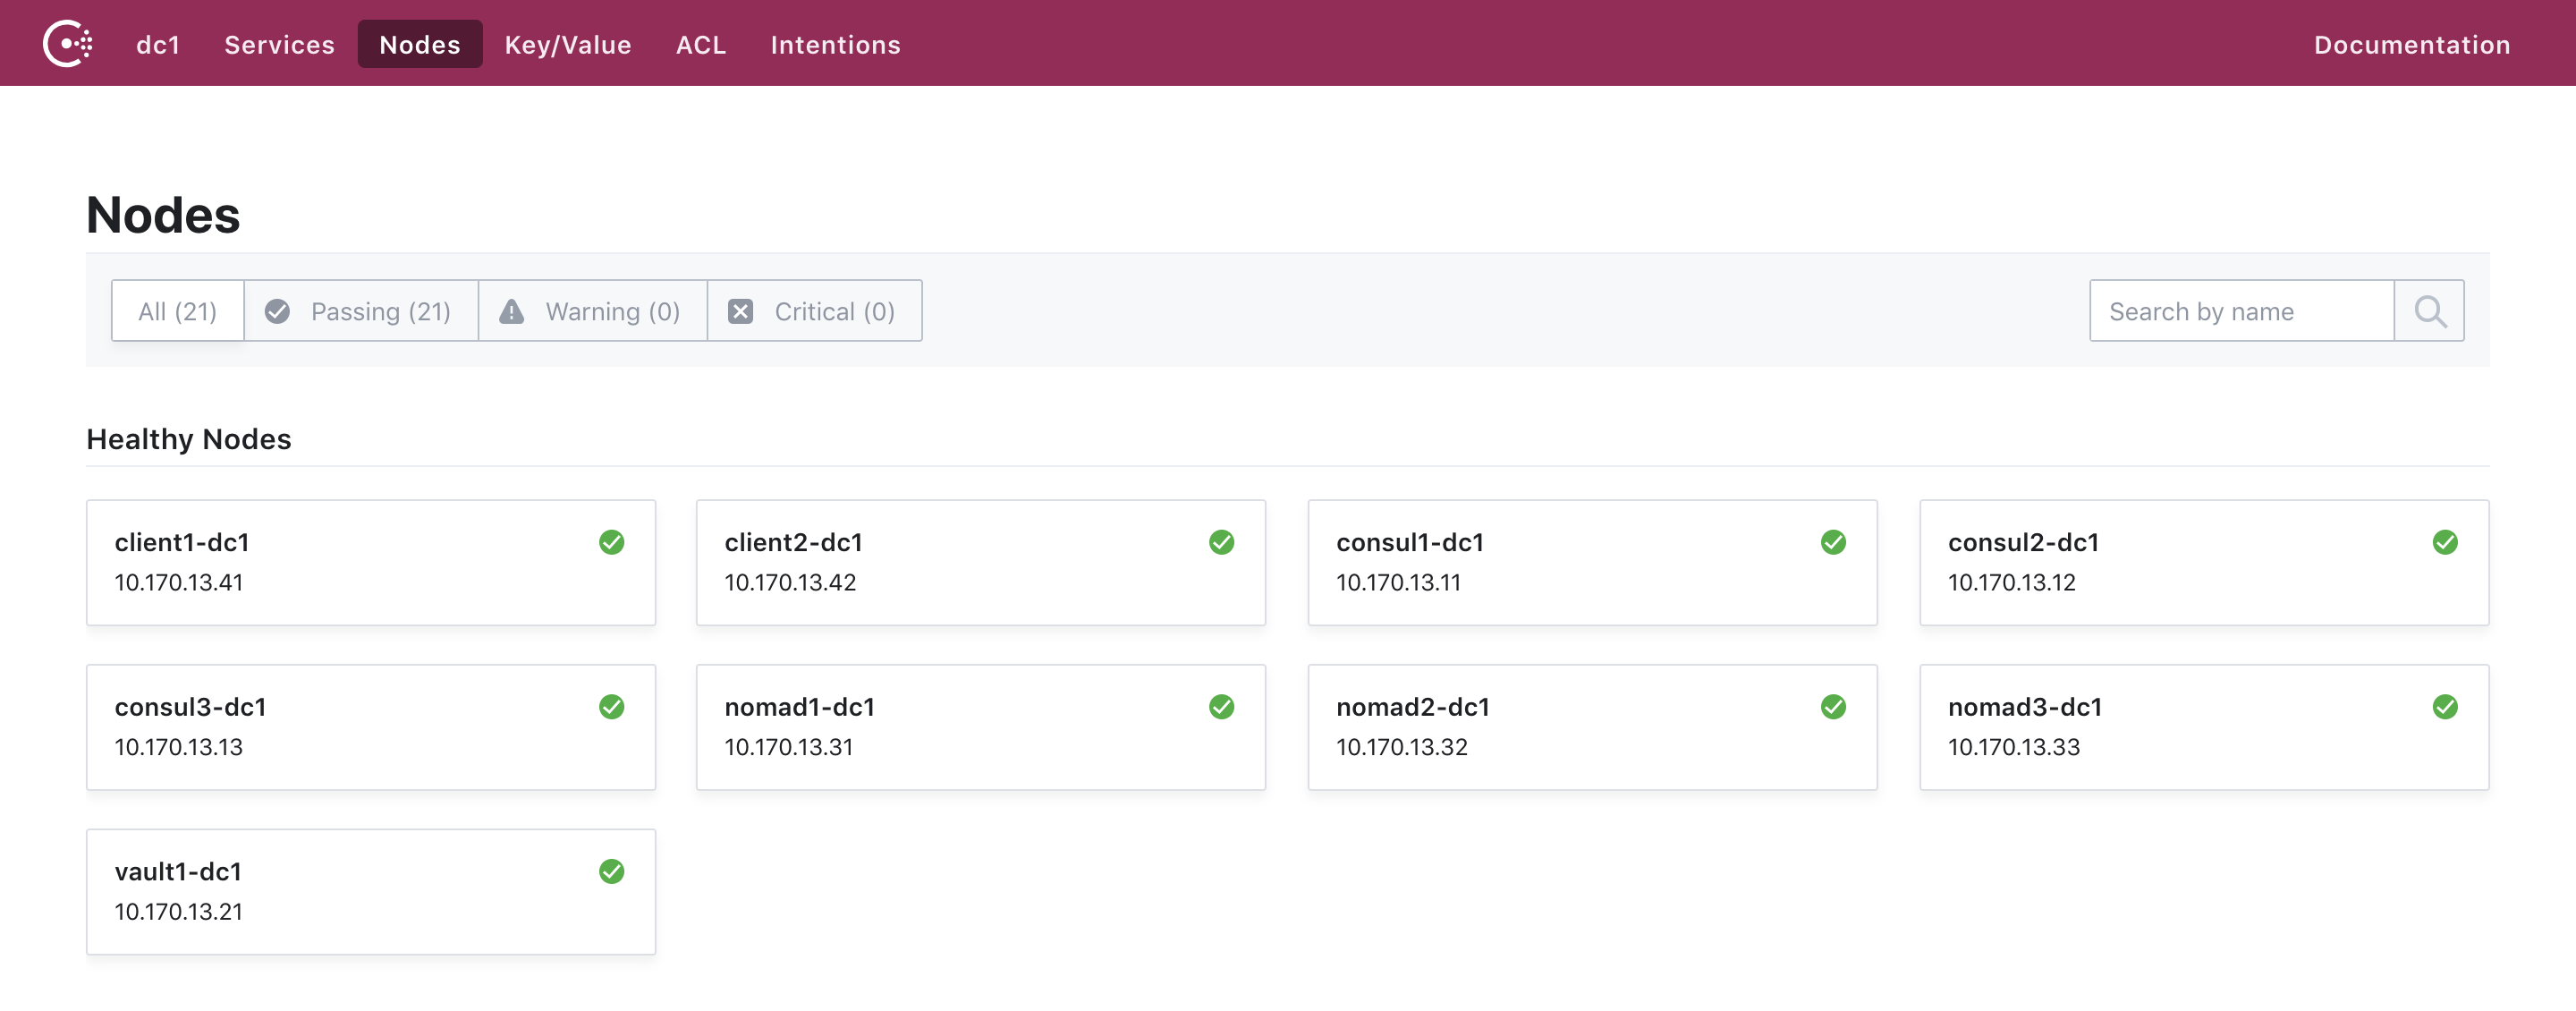 dc1 Services Nodes Key/Value ACL Intentions Documentation
Nodes
All (21) Passing (21) Warning (0) Critical (0) Search by name
Healthy Nodes
client1-dc1 client2-dc1 consul1-dc1 consul2-dc1
10.170.13.41 10.170.13.42 10.170.13.11 10.170.13.12
consul3-dc1 nomad1-dc1 nomad2-dc1 nomad3-dc1
10.170.13.13 10.170.13.31 10.170.13.32 10.170.13.33
vault1-dc1
10.170.13.21